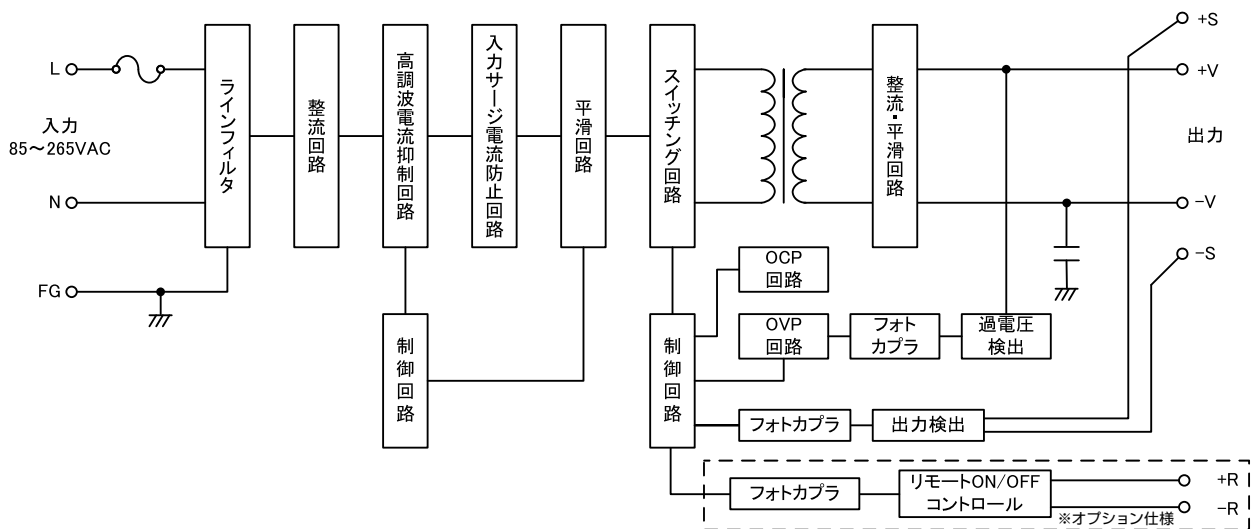 L
入力
85～265VAC
N
FG
ラインフィルタ
整流回路
高調波電流抑制回路
入力サージ電流防止回路
平滑回路
スイッチング回路
整流・平滑回路
+S
+V
出力
-V
-S
制御回路
制御回路
OCP
回路
OVP
回路
フォト
カプラ
過電圧
検出
フォトカプラ
出力検出
フォトカプラ
リモートON/OFF
コントロール
+R
-R
※オプション仕様